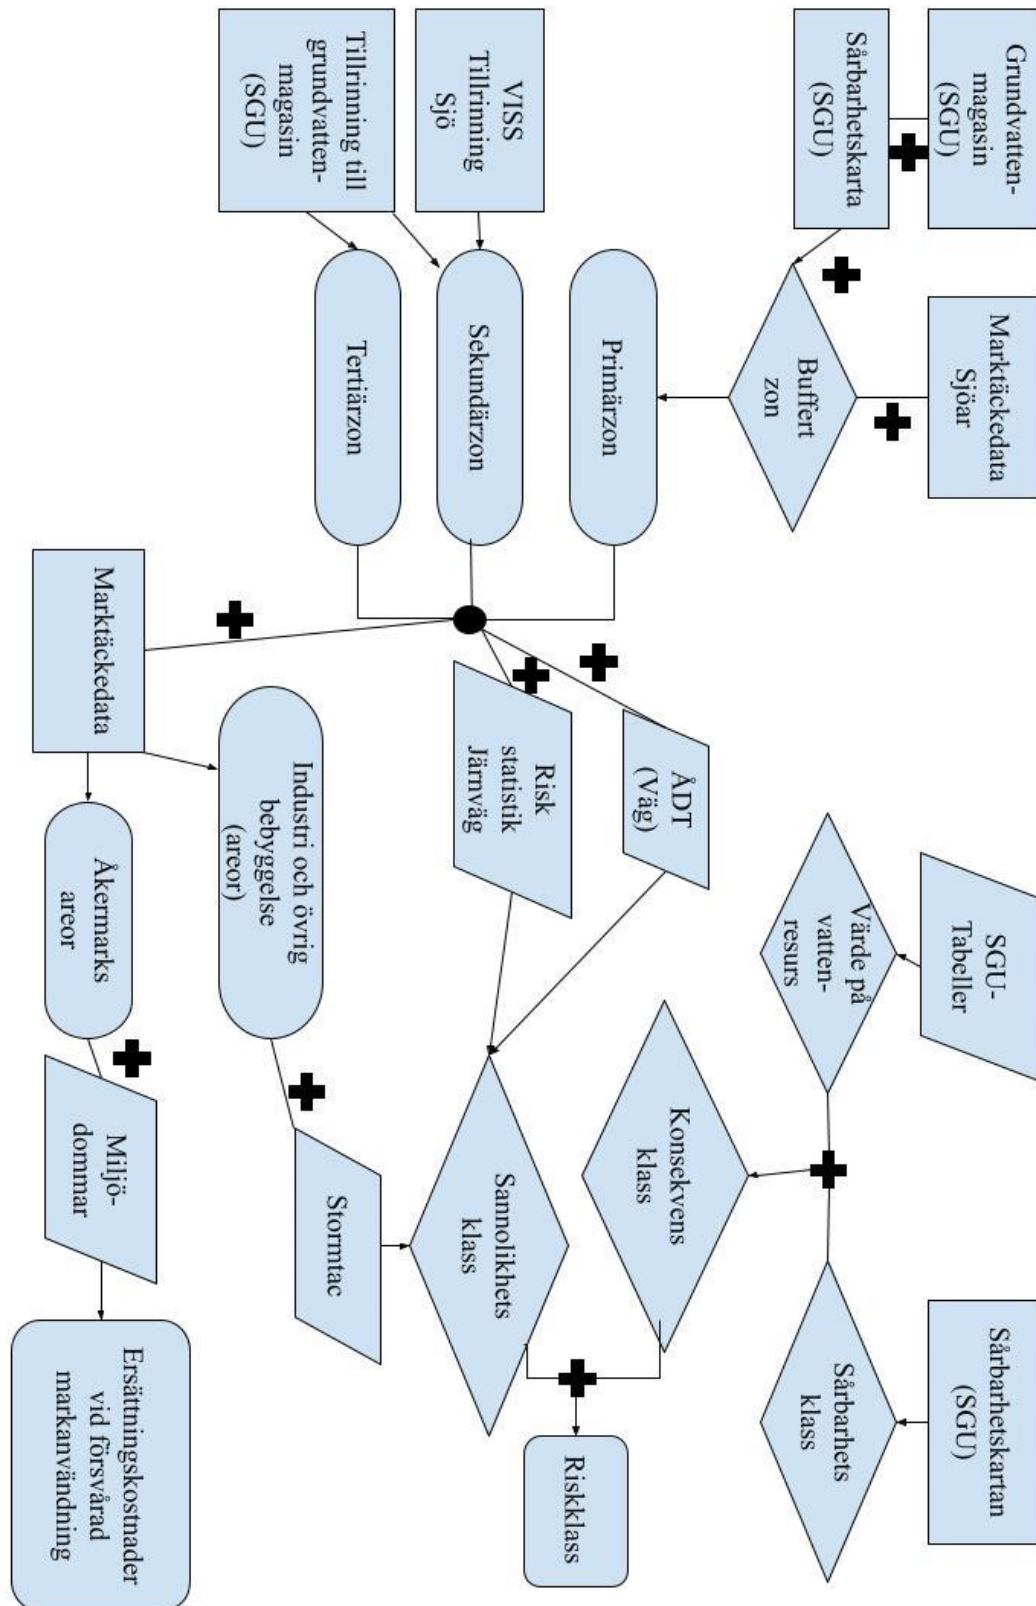 Grundvatten-
magasin
(SGU)
Sårbarhetskarta
(SGU)
VISS
Tillrinning
Sjö
Tillrinning till
grundvatten-
magasin
(SGU)
Marktäckedata
Sjöar
Buffert
zon
Primärzon
Sekundärzon
Tertiärzon
ÅDT
(Väg)
Risk
statistik
Järnväg
Marktäckedata
Industri och övrig
bebyggelse
(areor)
Åkermarks
areor
SGU-
Tabeller
Värde på
vatten-
resurs
Konsekvens
klass
Sannolikhets
klass
Stormtac
Miljö-
dommar
Sårbarhetskartan
(SGU)
Sårbarhets
klass
Riskklass
Ersättningskostnader
vid försvårad
markanvändning